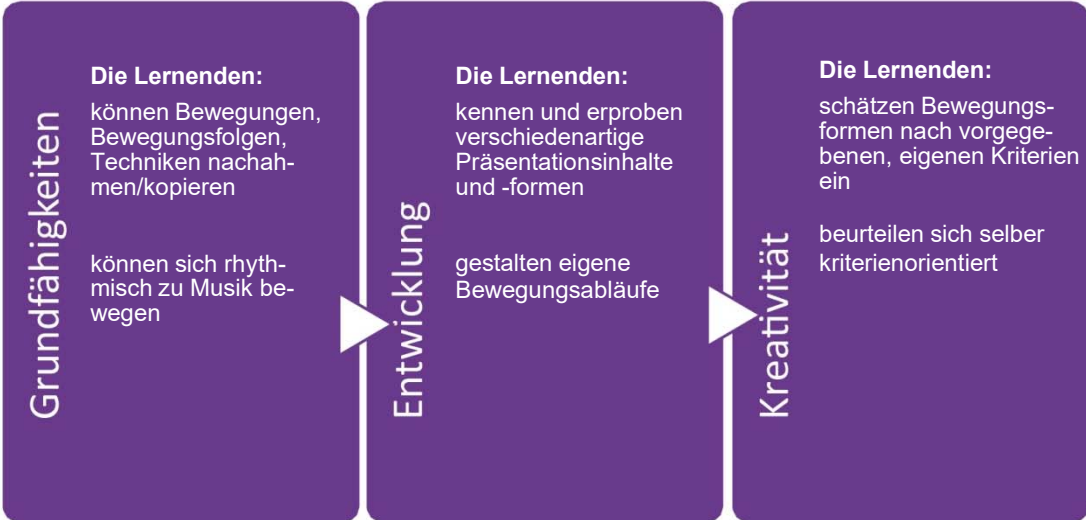 Grundfähigkeiten
Die Lernenden:
können Bewegungen,
Bewegungsfolgen,
Techniken nachah-
men/kopieren
können sich rhyth-
misch zu Musik be-
wegen
Entwicklung
Die Lernenden:
kennen und erproben
verschiedenartige
Präsentationsinhalte
und -formen
gestalten eigene
Bewegungsabläufe
Kreativität
Die Lernenden:
schätzen Bewegungs-
formen nach vorgege-
benen, eigenen Kriterien
ein
beurteilen sich selber
kriterienorientiert